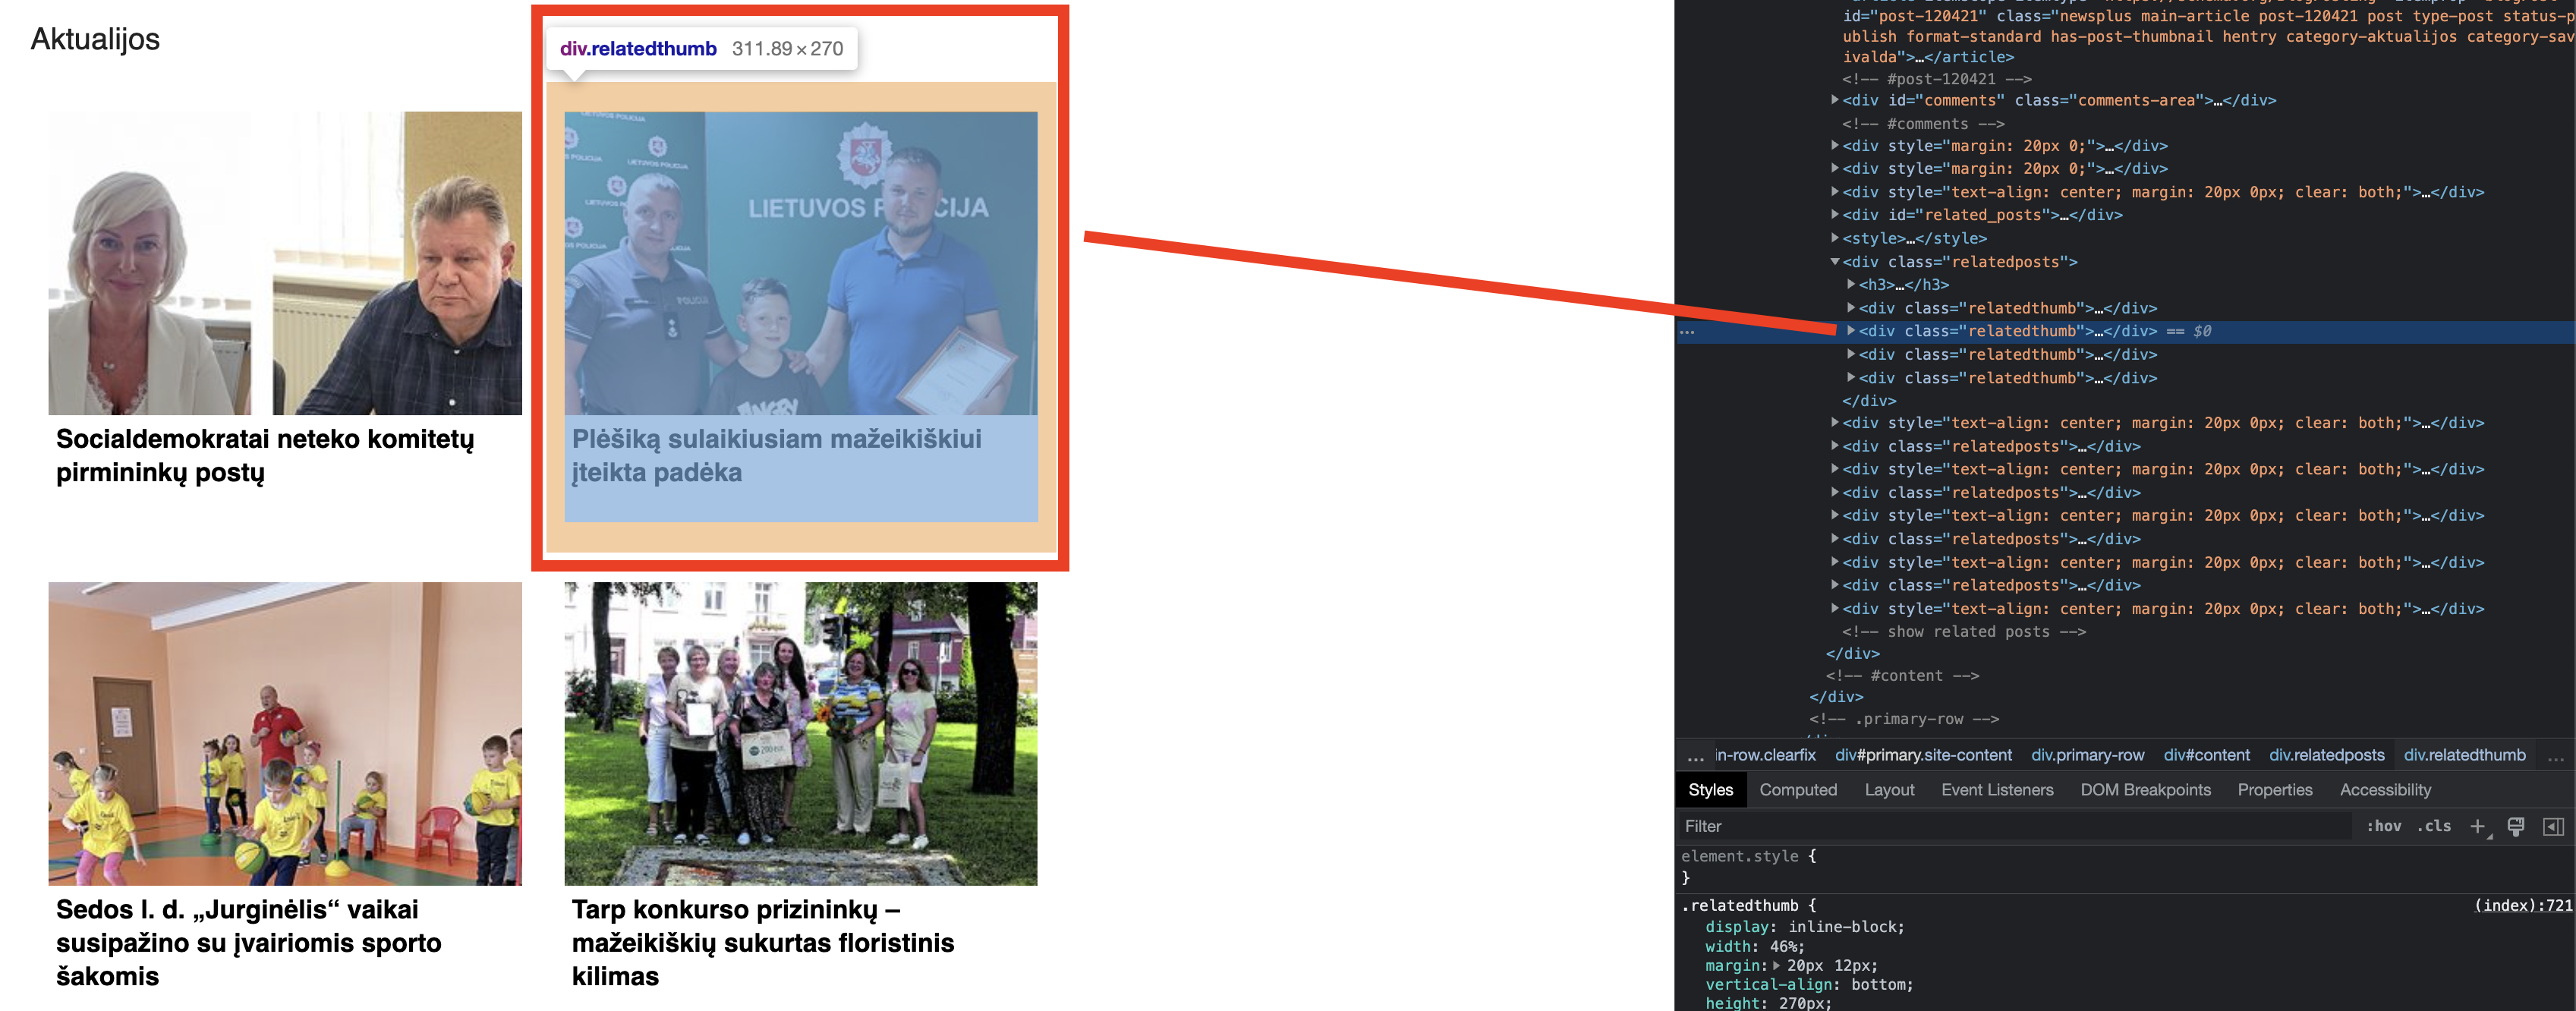 Aktualijos
div.relatedthumb 311.89×270
LIETUVOS POLICIJA
LIETUVOS POLICIJA
LIETUVOS P CIJA
POLICIJA
ANGRY
Socialdemokratai neteko komitetų
pirmininkų postų
Plėšiką sulaikiusiam mažeikiškiui
įteikta padėka
200 eur.
Sedos l. d. „Jurginėlis“ vaikai
susipažino su įvairiomis sporto
šakomis
Tarp konkurso prizininkų –
mažeikiškių sukurtas floristinis
kilimas
id="post-120421" class="newsplus main-article post-120421 post type-post status-p
ublish format-standard has-post-thumbnail hentry category-aktualijos category-sav
ivalda">…</article>
<!-- #post-120421 -->
<div id="comments" class="comments-area">…</div>
<!-- #comments -->
<div style="margin: 20px 0;">…</div>
<div style="margin: 20px 0;">…</div>
<div style="text-align: center; margin: 20px 0px; clear: both;">…</div>
<div id="related_posts">…</div>
<style>…</style>
<div class="relatedposts">
<h3>…</h3>
<div class="relatedthumb">…</div>
… <div class="relatedthumb">…</div> == $0
<div class="relatedthumb">…</div>
<div class="relatedthumb">…</div>
</div>
<div style="text-align: center; margin: 20px 0px; clear: both;">…</div>
<div class="relatedposts">…</div>
<div style="text-align: center; margin: 20px 0px; clear: both;">…</div>
<div class="relatedposts">…</div>
<div style="text-align: center; margin: 20px 0px; clear: both;">…</div>
<div class="relatedposts">…</div>
<div style="text-align: center; margin: 20px 0px; clear: both;">…</div>
<div class="relatedposts">…</div>
<div style="text-align: center; margin: 20px 0px; clear: both;">…</div>
<!-- show related posts -->
</div>
<!-- #content -->
</div>
<!-- .primary-row -->
… in-row.clearfix div#primary.site-content div.primary-row div#content div.relatedposts div.relatedthumb …
Styles Computed Layout Event Listeners DOM Breakpoints Properties Accessibility
Filter :hov .cls +
element.style {
}
.relatedthumb { (index):721
display: inline-block;
width: 46%;
margin: 20px 12px;
vertical-align: bottom;
height: 270px;